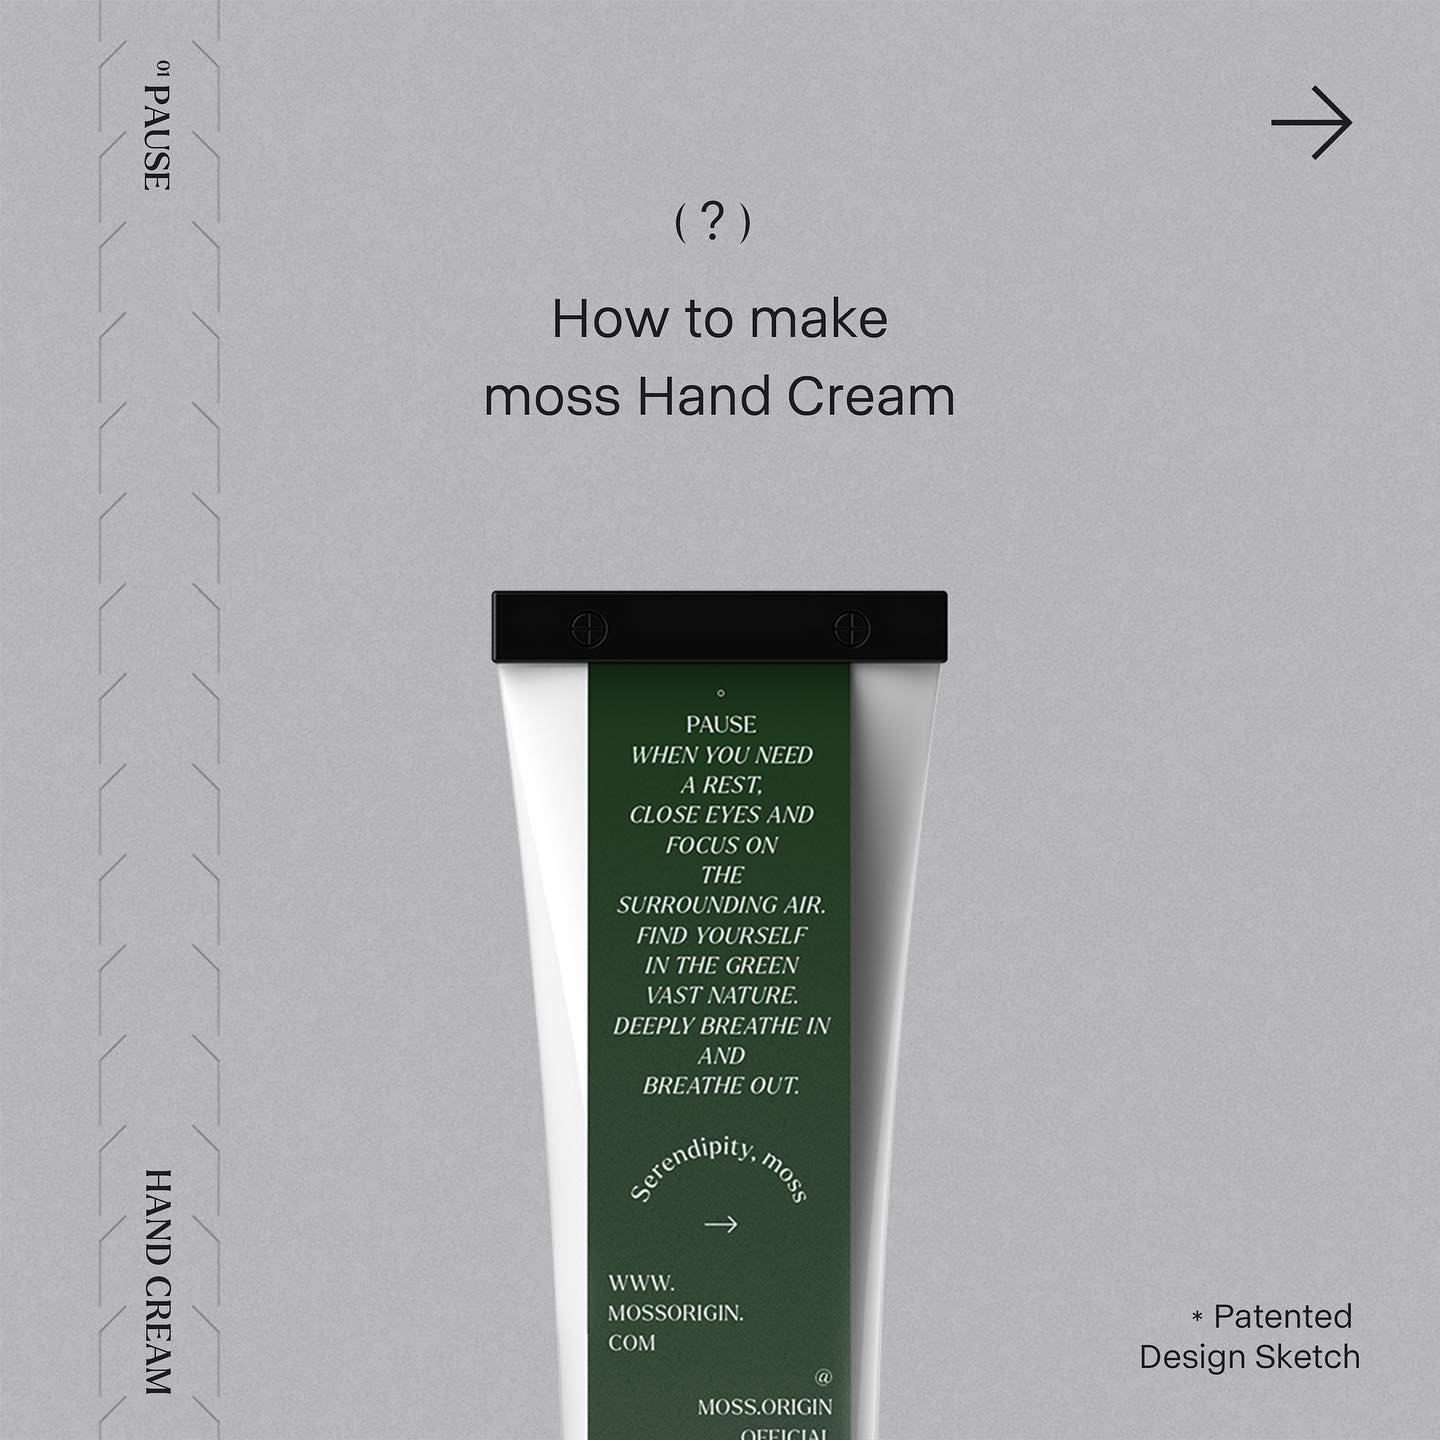 01 PAUSE
( ? )
How to make
moss Hand Cream
PAUSE
WHEN YOU NEED
A REST,
CLOSE EYES AND
FOCUS ON
THE
SURROUNDING AIR.
FIND YOURSELF
IN THE GREEN
VAST NATURE.
DEEPLY BREATHE IN
AND
BREATHE OUT.
Serendipity, moss
WWW.
MOSSORIGIN.
COM
@
MOSS.ORIGIN
OFFICIAL
HAND CREAM
* Patented
Design Sketch